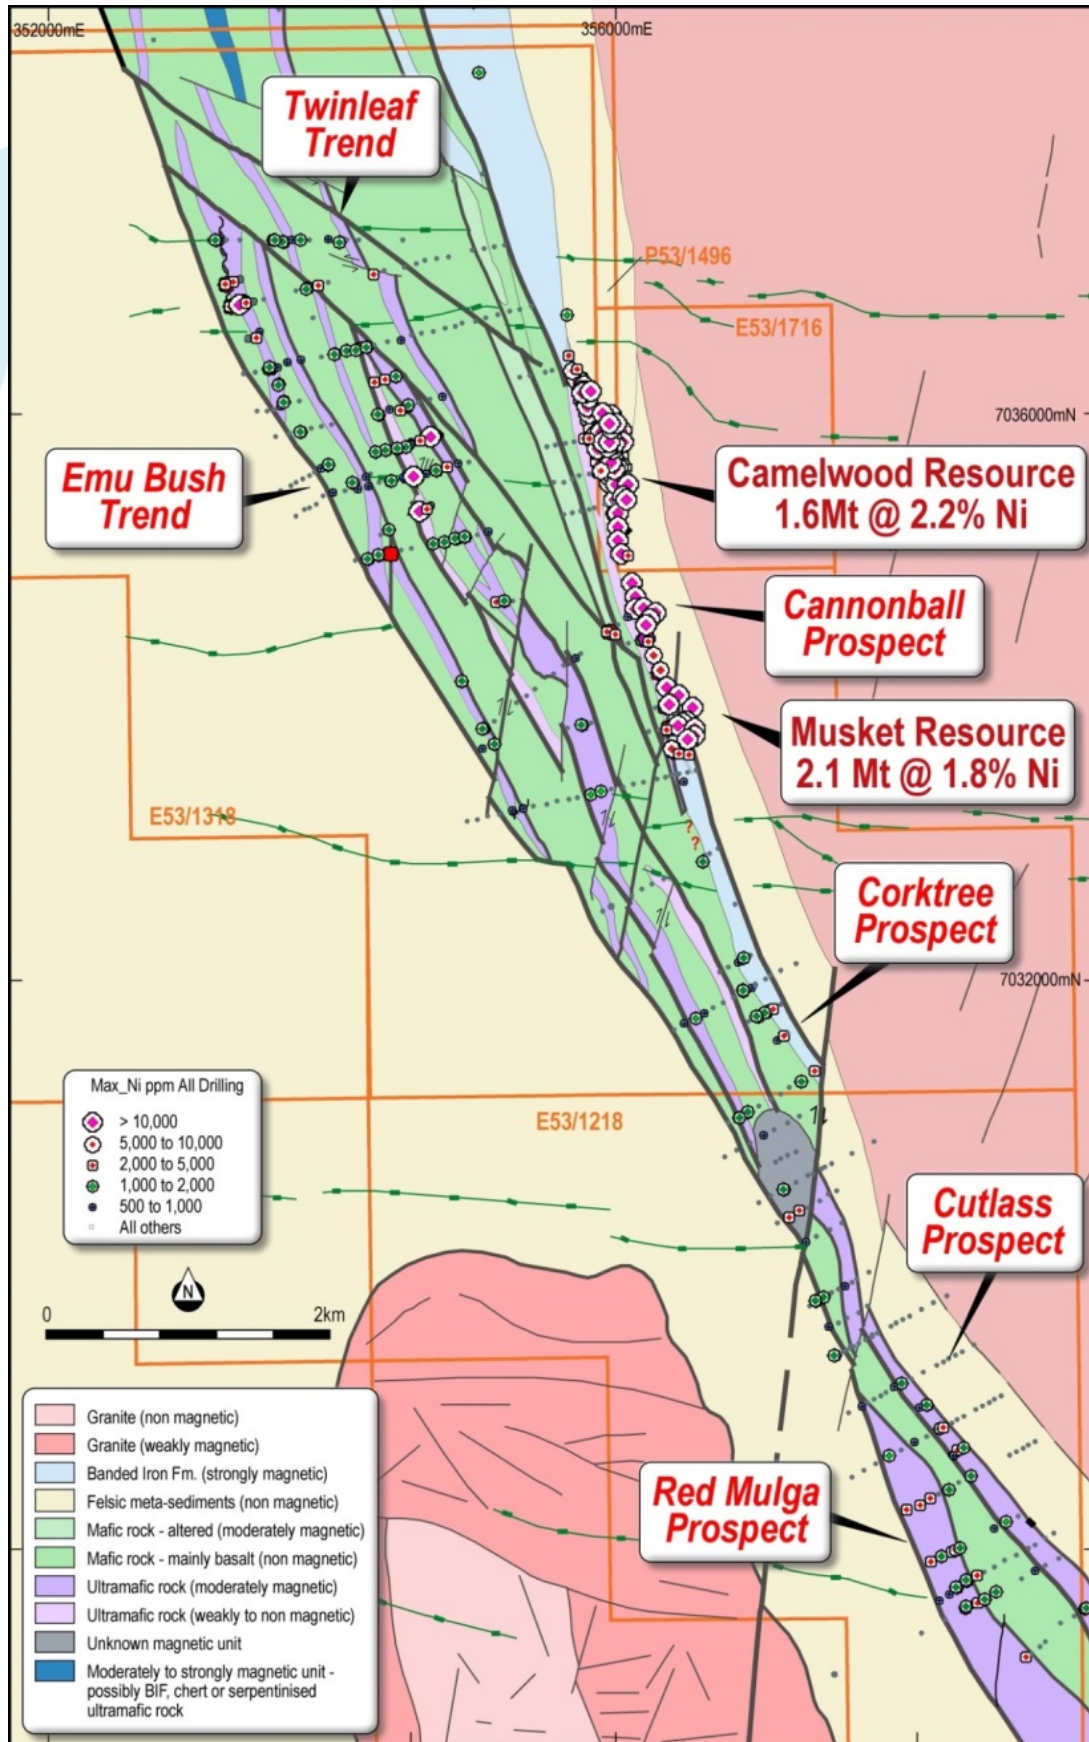 352000mE
356000mE
Twinleaf
Trend
P53/1496
E53/1716
7036000mN
Emu Bush
Trend
Camelwood Resource
1.6Mt @ 2.2% Ni
Cannonball
Prospect
Musket Resource
2.1 Mt @ 1.8% Ni
E53/1318
?
?
Corktree
Prospect
7032000mN
Max_Ni ppm All Drilling
> 10,000
5,000 to 10,000
2,000 to 5,000
1,000 to 2,000
500 to 1,000
All others
E53/1218
Cutlass
Prospect
N
0 2km
Red Mulga
Prospect
Granite (non magnetic)
Granite (weakly magnetic)
Banded Iron Fm. (strongly magnetic)
Felsic meta-sediments (non magnetic)
Mafic rock - altered (moderately magnetic)
Mafic rock - mainly basalt (non magnetic)
Ultramafic rock (moderately magnetic)
Ultramafic rock (weakly to non magnetic)
Unknown magnetic unit
Moderately to strongly magnetic unit -
possibly BIF, chert or serpentinised
ultramafic rock